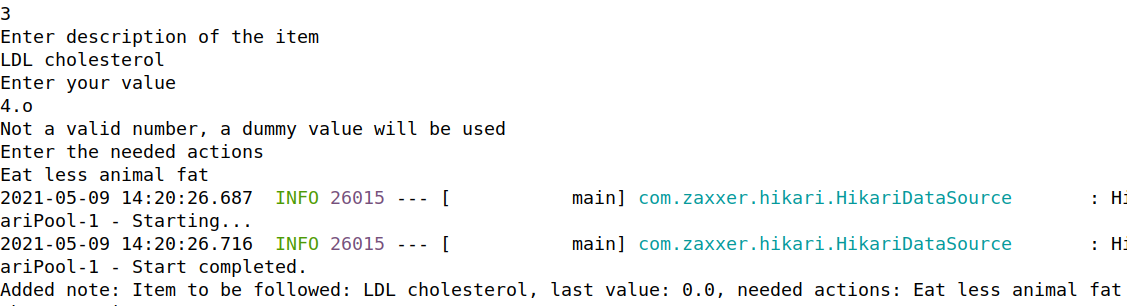 3
Enter description of the item
LDL cholesterol
Enter your value
4.o
Not a valid number, a dummy value will be used
Enter the needed actions
Eat less animal fat
2021-05-09 14:20:26.687  INFO 26015 --- [           main] com.zaxxer.hikari.HikariDataSource       : Hi
ariPool-1 - Starting...
2021-05-09 14:20:26.716  INFO 26015 --- [           main] com.zaxxer.hikari.HikariDataSource       : Hi
ariPool-1 - Start completed.
Added note: Item to be followed: LDL cholesterol, last value: 0.0, needed actions: Eat less animal fat